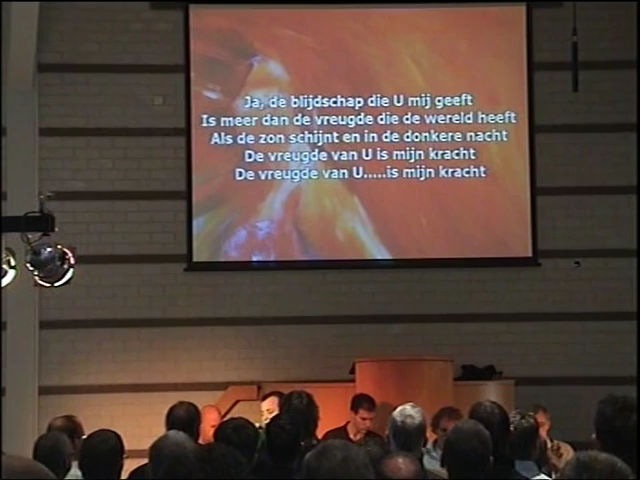 Ja, de blijdschap die U mij geeft
Is meer dan de vreugde die de wereld heeft
Als de zon schijnt en in de donkere nacht
De vreugde van U is mijn kracht
De vreugde van U.....is mijn kracht